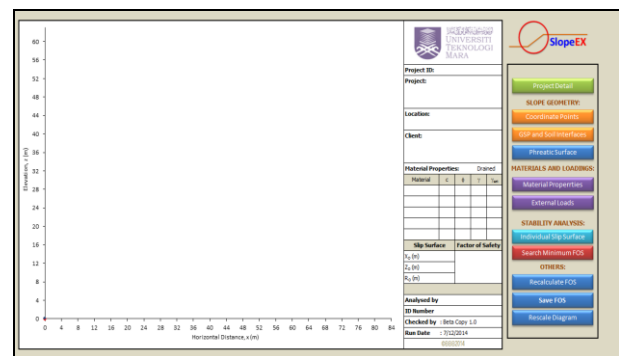 60
56
52
48
44
40
36
32
28
24
20
16
12
8
4
0
Elevation, z (m)
0 4 8 12 16 20 24 28 32 36 40 44 48 52 56 60 64 68 72 76 80 84
Horizontal Distance, x (m)
UNIVERSITI
TEKNOLOGI
MARA
Project ID:
Project:
Location:
Client:
Material Properties: Drained
Material
Slip Surface Factor of Safety
X₀ (m)
Z₀ (m)
R₀ (m)
Analysed by
ID Number
Checked by : Beta Copy 1.0
Run Date : 7/12/2014
SlopeEX
Project Detail
SLOPE GEOMETRY:
Coordinate Points
GSP and Soil Interfaces
Phreatic Surface
MATERIALS AND LOADINGS:
Material Propertties
External Loads
STABILITY ANALYSIS:
Individual Slip Surface
Search Minimum FOS
OTHERS:
Recalculate FOS
Save FOS
Rescale Diagram